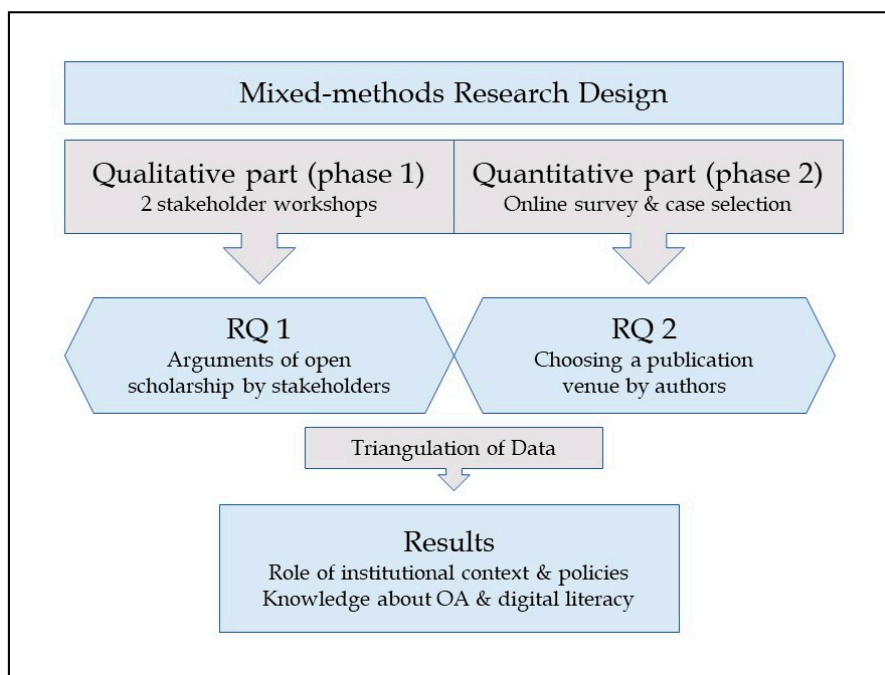 Mixed-methods Research Design
Qualitative part (phase 1)
2 stakeholder workshops
Quantitative part (phase 2)
Online survey & case selection
RQ 1
Arguments of open
scholarship by stakeholders
RQ 2
Choosing a publication
venue by authors
Triangulation of Data
Results
Role of institutional context & policies
Knowledge about OA & digital literacy